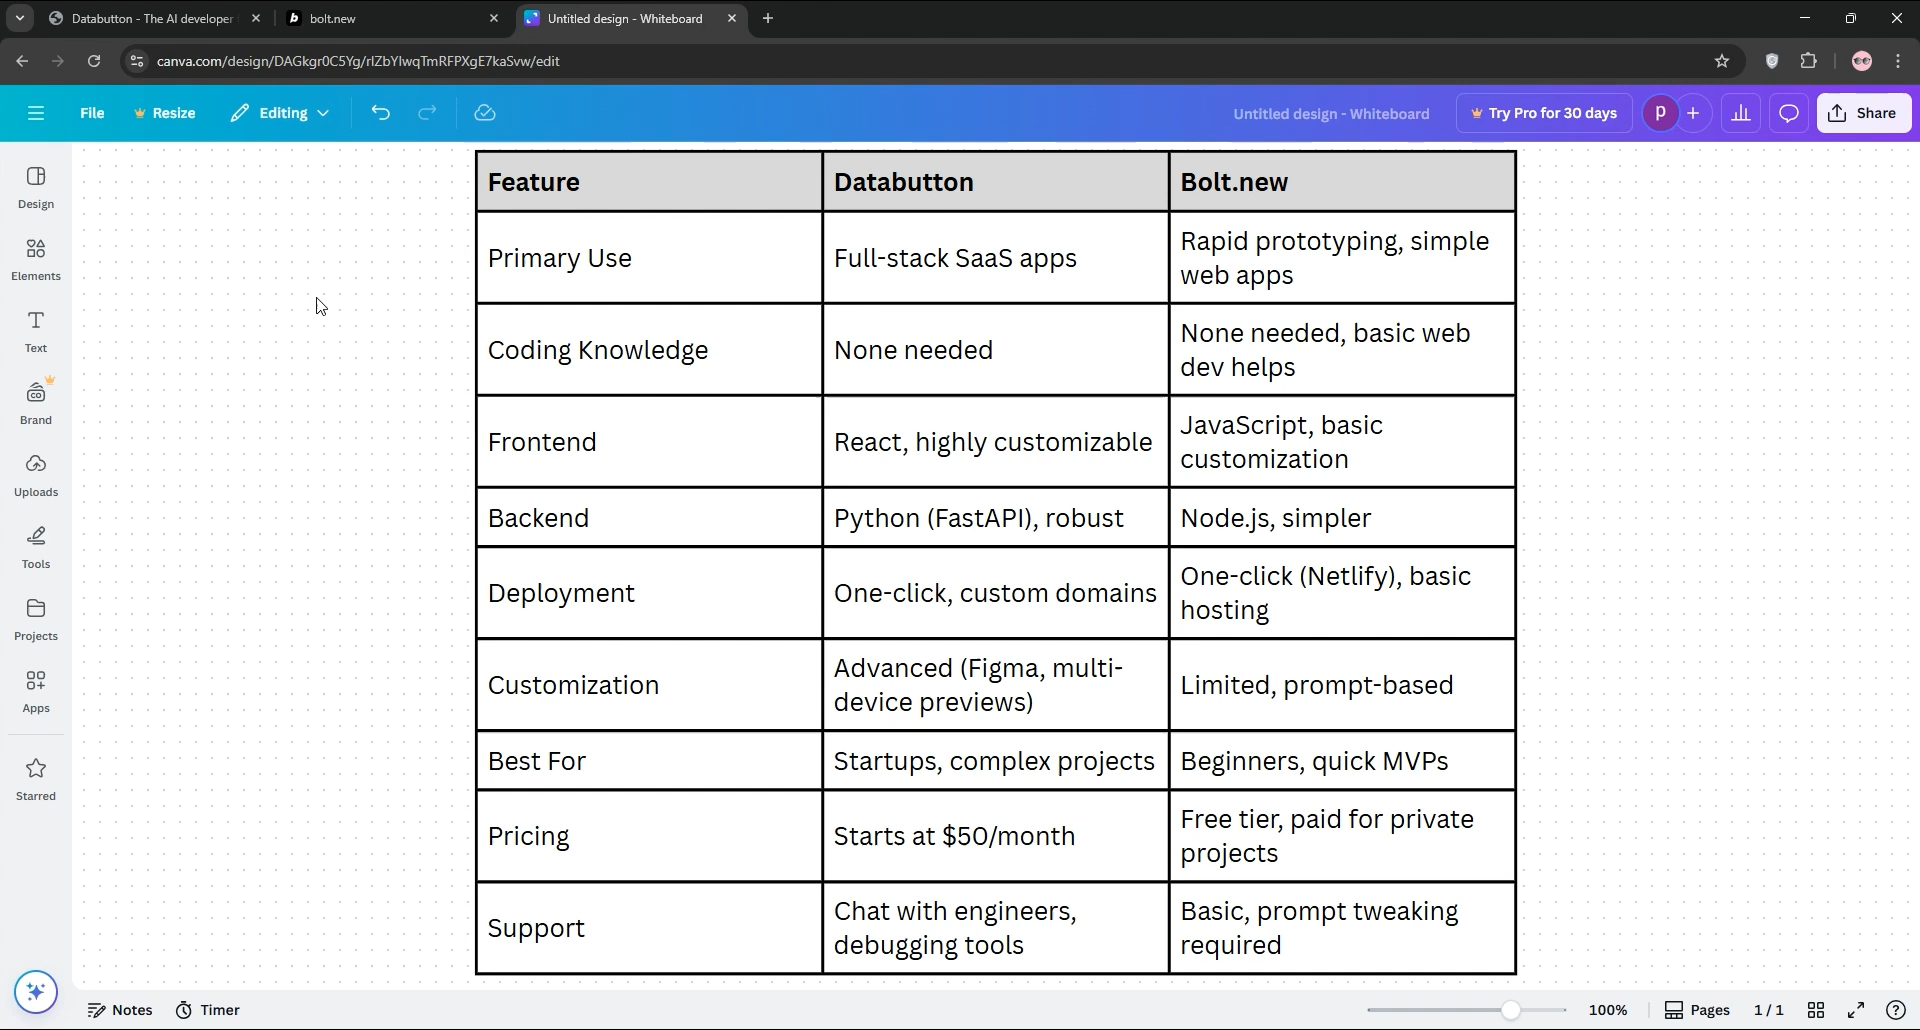 Databutton - The AI developer
bolt.new
Untitled design - Whiteboard
canva.com/design/DAGkgr0C5Yg/rIZbYlwqTmRFPXgE7kaSvw/edit
File
Resize
Editing
Untitled design - Whiteboard
Try Pro for 30 days
p
Share
Design
Elements
Text
Brand
Uploads
Tools
Projects
Apps
Starred
Feature
Databutton
Bolt.new
Primary Use
Full-stack SaaS apps
Rapid prototyping, simple
web apps
Coding Knowledge
None needed
None needed, basic web
dev helps
Frontend
React, highly customizable
JavaScript, basic
customization
Backend
Python (FastAPI), robust
Node.js, simpler
Deployment
One-click, custom domains
One-click (Netlify), basic
hosting
Customization
Advanced (Figma, multi-
device previews)
Limited, prompt-based
Best For
Startups, complex projects
Beginners, quick MVPs
Pricing
Starts at $50/month
Free tier, paid for private
projects
Support
Chat with engineers,
debugging tools
Basic, prompt tweaking
required
Notes
Timer
100%
Pages
1 / 1